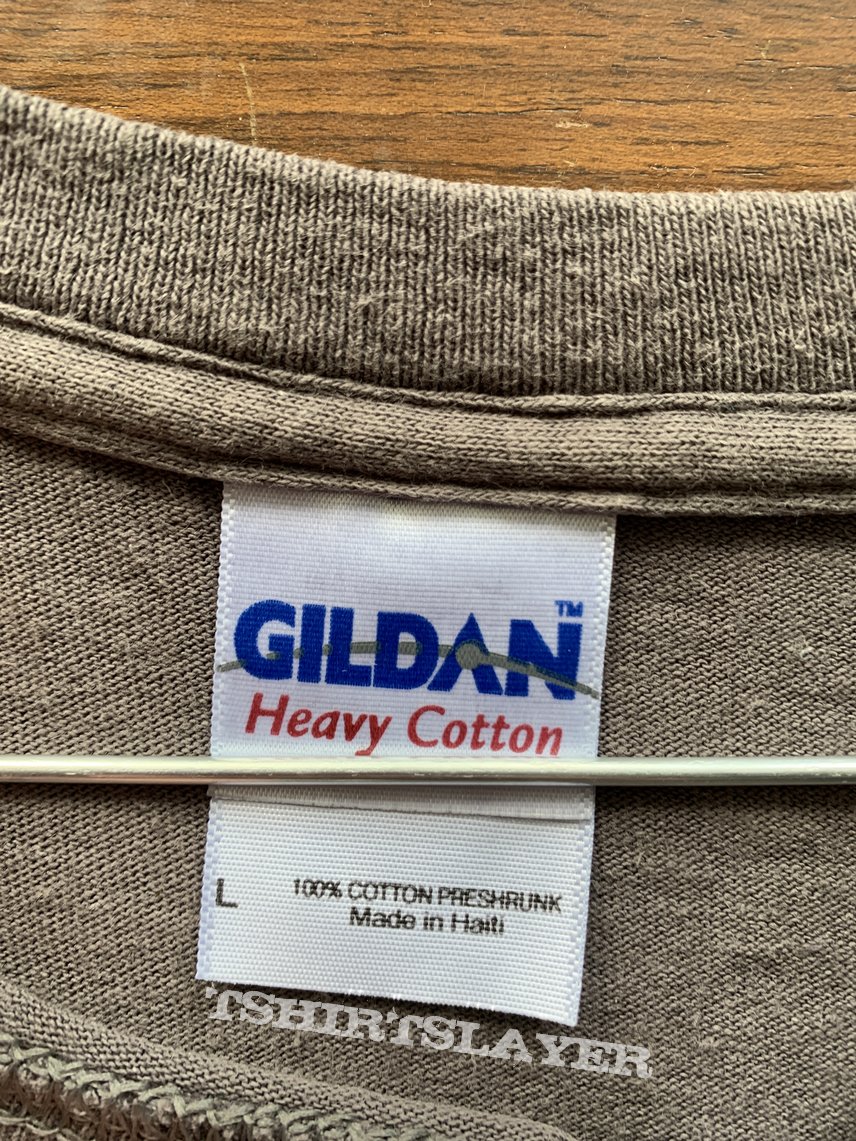 GILDAN™
Heavy Cotton
L 100% COTTON PRESHRUNK
Made in Haiti
TSHIRTSLAYER